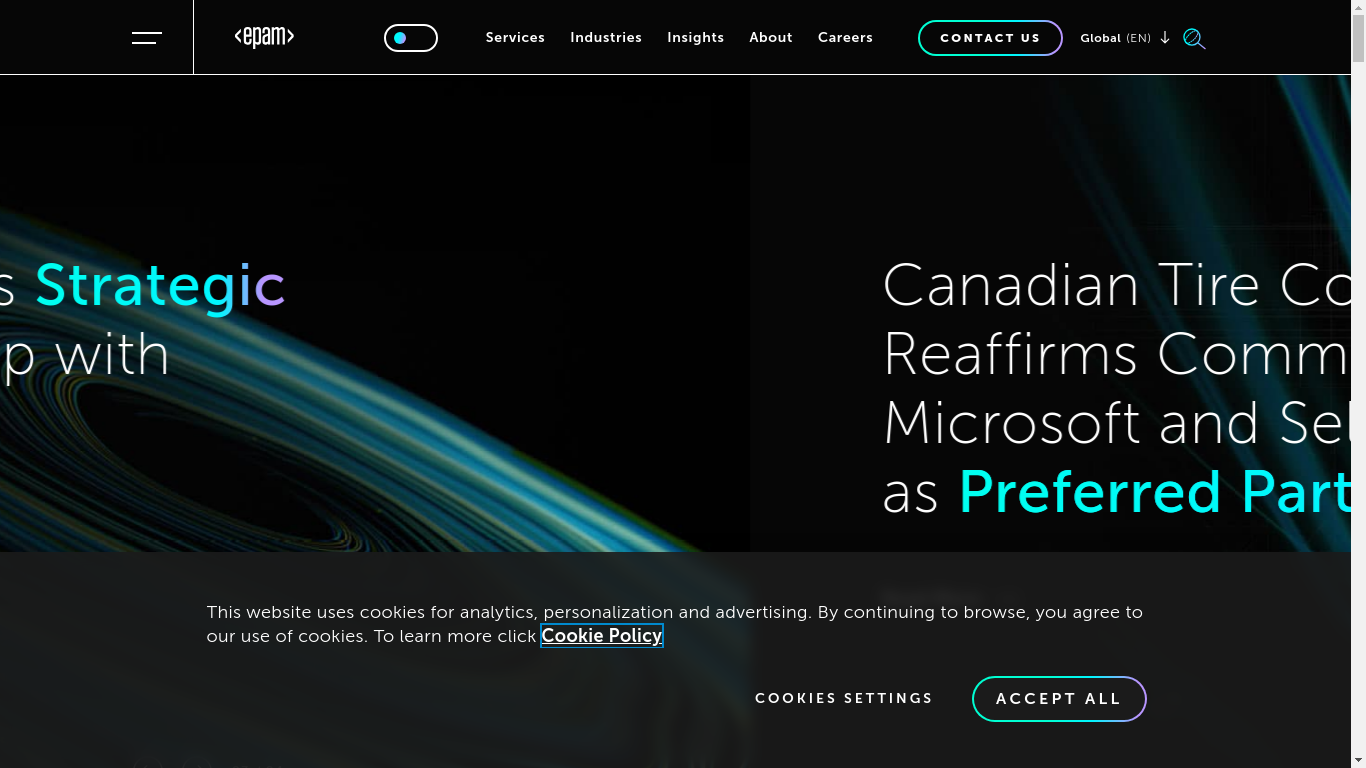 <epam>
Services
Industries
Insights
About
Careers
CONTACT US
Global (EN)
s Strategic
p with
Canadian Tire Co
Reaffirms Comm
Microsoft and Sel
as Preferred Part
This website uses cookies for analytics, personalization and advertising. By continuing to browse, you agree to
our use of cookies. To learn more click Cookie Policy
COOKIES SETTINGS
ACCEPT ALL